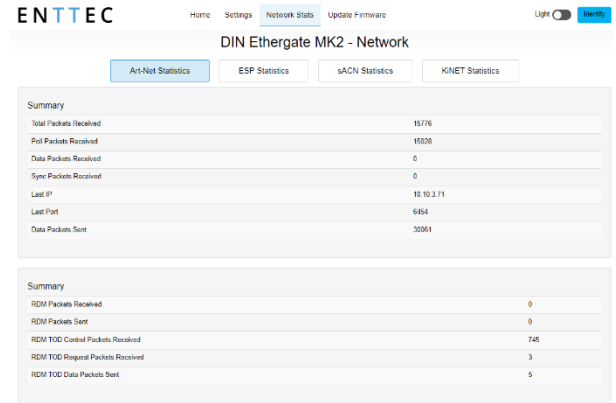 ENTTEC Home Settings Network Stats Update Firmware Light Identify
DIN Ethergate MK2 - Network
Art-Net Statistics ESP Statistics sACN Statistics KiNET Statistics
Summary
Total Packets Received 15776
Poll Packets Received 15028
Data Packets Received 0
Sync Packets Received 0
Last IP 10.10.3.71
Last Port 6454
Data Packets Sent 30061
Summary
RDM Packets Received 0
RDM Packets Sent 0
RDM TOD Control Packets Received 745
RDM TOD Request Packets Received 3
RDM TOD Data Packets Sent 5